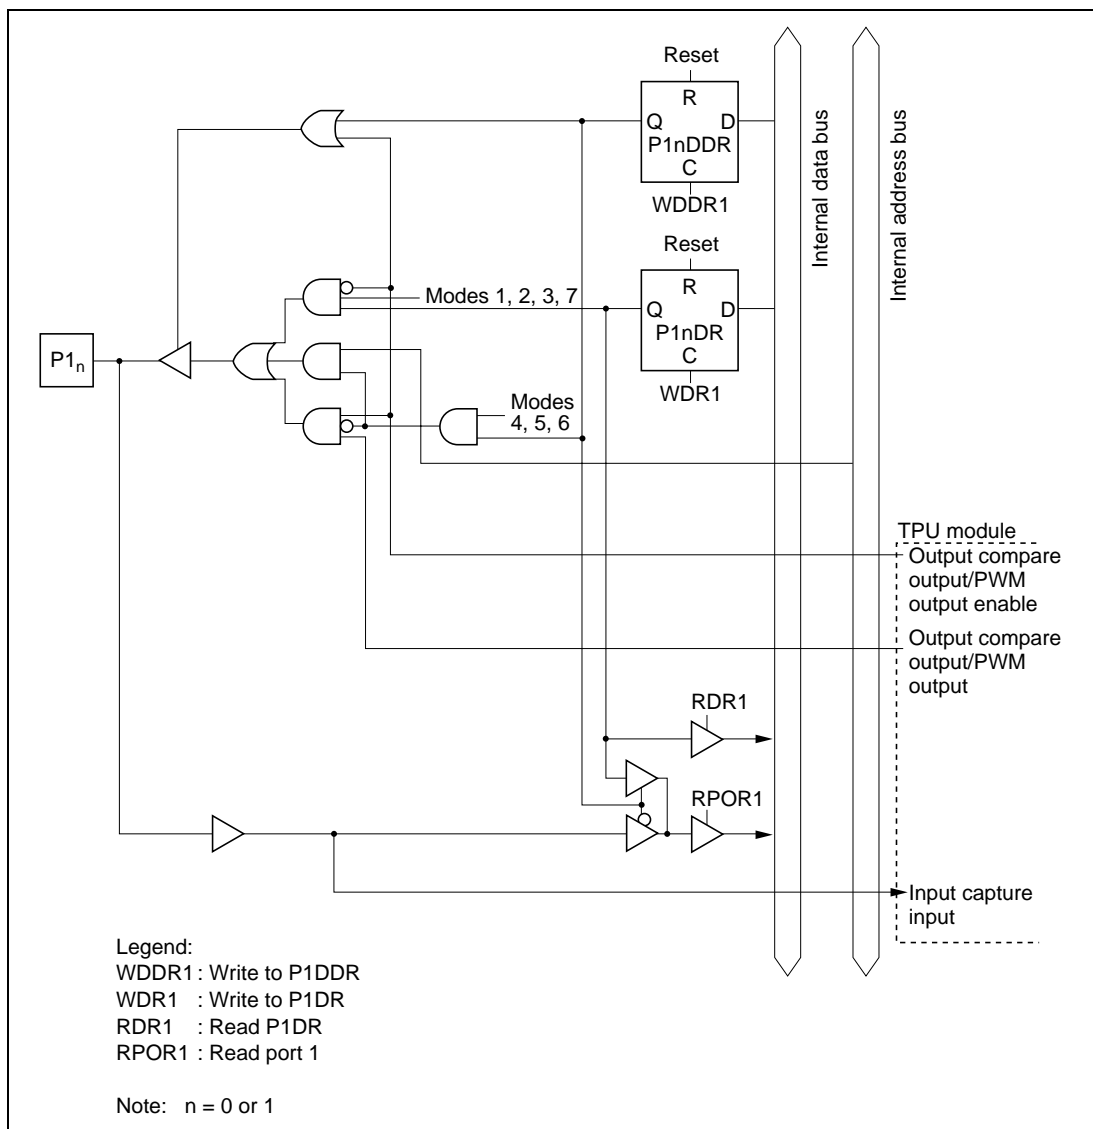 Reset
R
Q D
P1nDDR
C
WDDR1
Reset
R
Q D
P1nDR
C
WDR1
Internal data bus
Internal address bus
Modes 1, 2, 3, 7
P1n
Modes
4, 5, 6
TPU module
Output compare
output/PWM
output enable
Output compare
output/PWM
output
RDR1
RPOR1
Input capture
input
Legend:
WDDR1 : Write to P1DDR
WDR1 : Write to P1DR
RDR1 : Read P1DR
RPOR1 : Read port 1
Note: n = 0 or 1